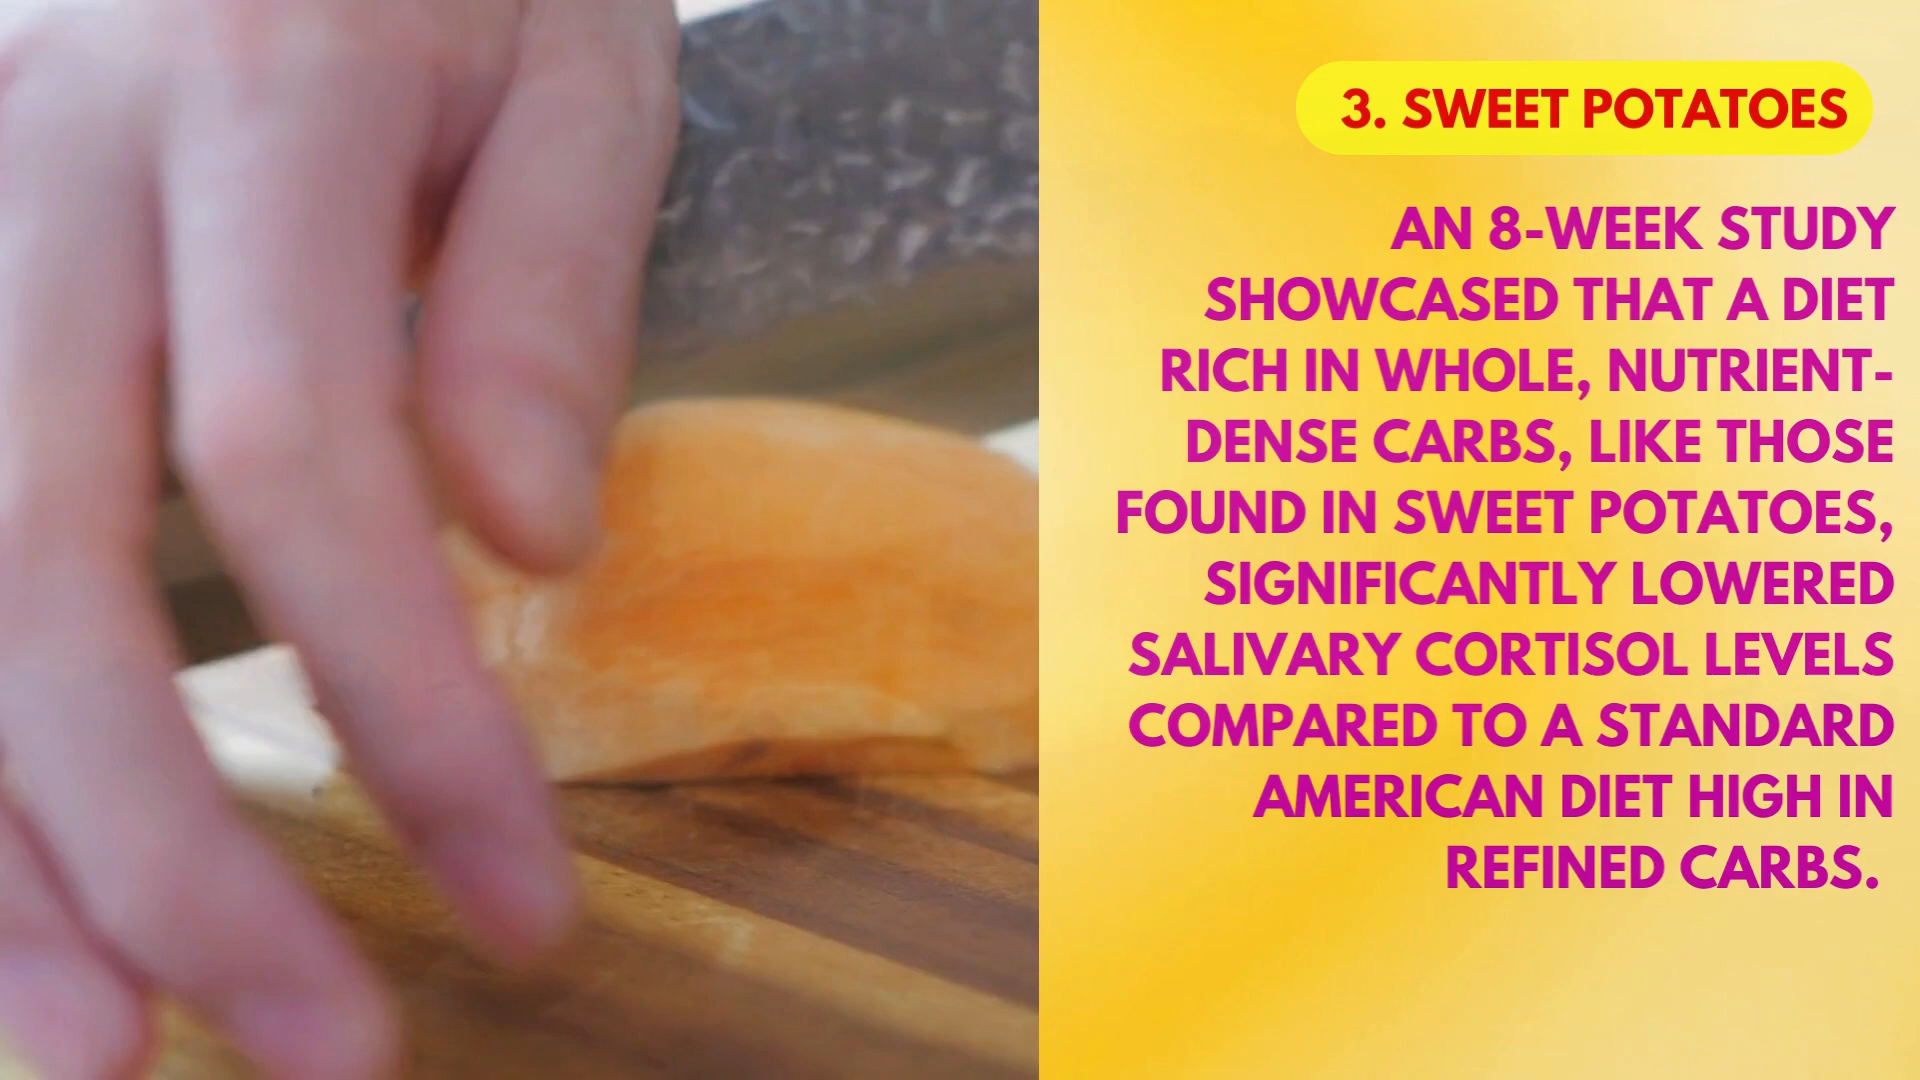 3. SWEET POTATOES
AN 8-WEEK STUDY
SHOWCASED THAT A DIET
RICH IN WHOLE, NUTRIENT-
DENSE CARBS, LIKE THOSE
FOUND IN SWEET POTATOES,
SIGNIFICANTLY LOWERED
SALIVARY CORTISOL LEVELS
COMPARED TO A STANDARD
AMERICAN DIET HIGH IN
REFINED CARBS.